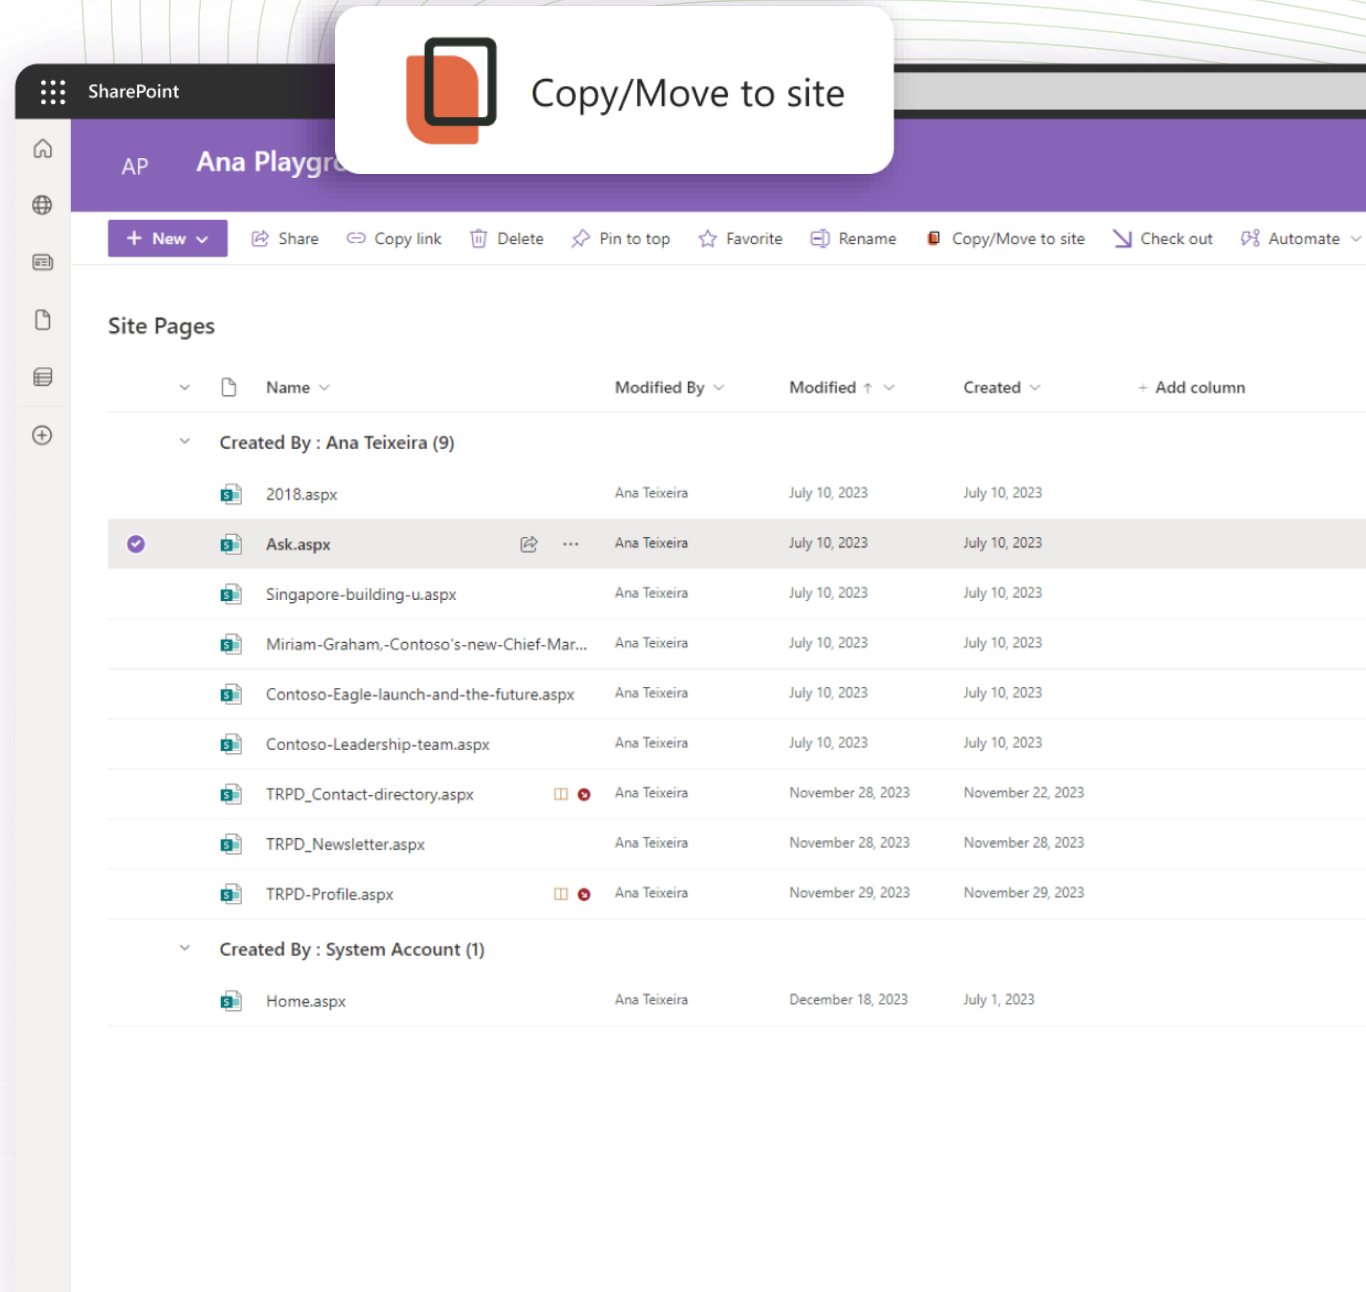 Copy/Move to site
SharePoint
AP Ana Playgro
+ New Share Copy link Delete Pin to top Favorite Rename Copy/Move to site Check out Automate
Site Pages
Name Modified By Modified ↑ Created + Add column
Created By : Ana Teixeira (9)
2018.aspx Ana Teixeira July 10, 2023 July 10, 2023
Ask.aspx ... Ana Teixeira July 10, 2023 July 10, 2023
Singapore-building-u.aspx Ana Teixeira July 10, 2023 July 10, 2023
Miriam-Graham,-Contoso's-new-Chief-Mar... Ana Teixeira July 10, 2023 July 10, 2023
Contoso-Eagle-launch-and-the-future.aspx Ana Teixeira July 10, 2023 July 10, 2023
Contoso-Leadership-team.aspx Ana Teixeira July 10, 2023 July 10, 2023
TRPD_Contact-directory.aspx Ana Teixeira November 28, 2023 November 22, 2023
TRPD_Newsletter.aspx Ana Teixeira November 28, 2023 November 28, 2023
TRPD-Profile.aspx Ana Teixeira November 29, 2023 November 29, 2023
Created By : System Account (1)
Home.aspx Ana Teixeira December 18, 2023 July 1, 2023